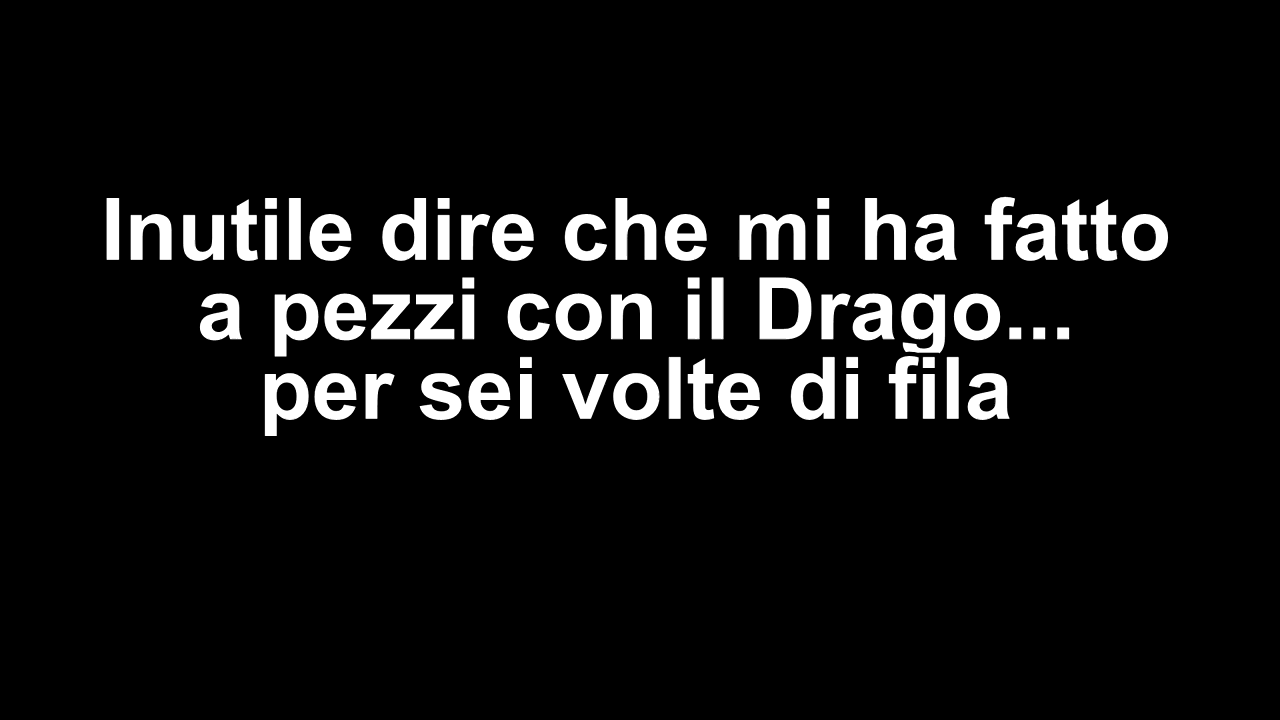 Inutile dire che mi ha fatto
a pezzi con il Drago...
per sei volte di fila